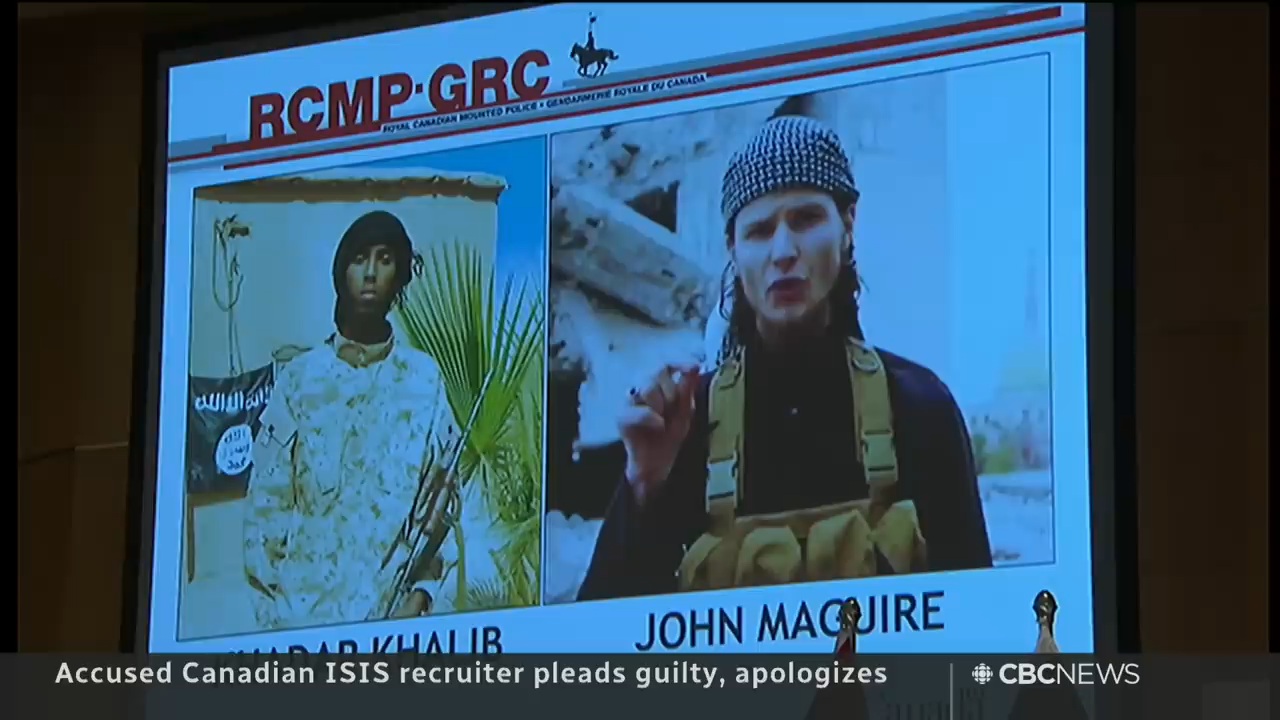 RCMP·GRC
ROYAL CANADIAN MOUNTED POLICE • GENDARMERIE ROYALE DU CANADA
KHALIB
JOHN MAGUIRE
Accused Canadian ISIS recruiter pleads guilty, apologizes
CBCNEWS